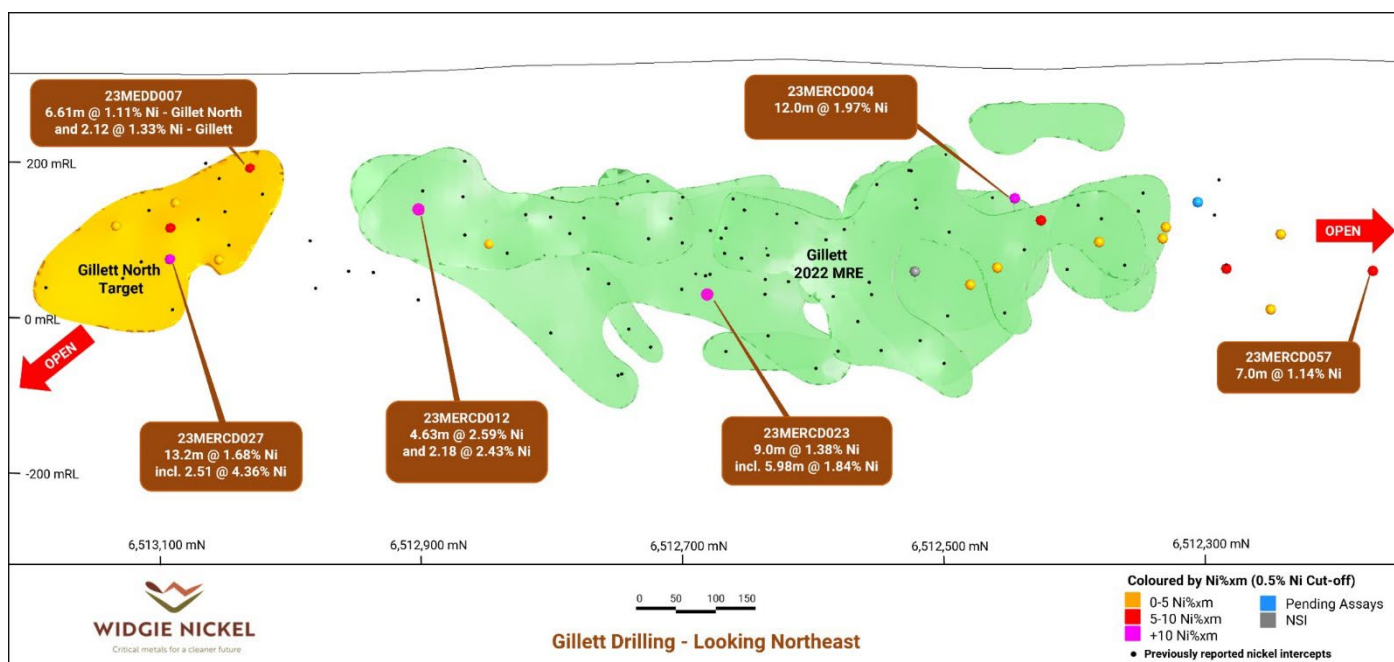 23MEDD007
6.61m @ 1.11% Ni - Gillet North
and 2.12 @ 1.33% Ni - Gillett
23MERCD004
12.0m @ 1.97% Ni
200 mRL
OPEN
Gillett North
Target
Gillett
2022 MRE
0 mRL
OPEN
23MERCD057
7.0m @ 1.14% Ni
23MERCD012
4.63m @ 2.59% Ni
and 2.18 @ 2.43% Ni
23MERCD027
13.2m @ 1.68% Ni
incl. 2.51 @ 4.36% Ni
23MERCD023
9.0m @ 1.38% Ni
incl. 5.98m @ 1.84% Ni
-200 mRL
6,513,100 mN
6,512,900 mN
6,512,700 mN
6,512,500 mN
6,512,300 mN
WIDGIE NICKEL
Critical metals for a cleaner future
0 50 100 150
Gillett Drilling - Looking Northeast
Coloured by Ni%xm (0.5% Ni Cut-off)
0-5 Ni%xm
5-10 Ni%xm
+10 Ni%xm
Pending Assays
NSI
Previously reported nickel intercepts